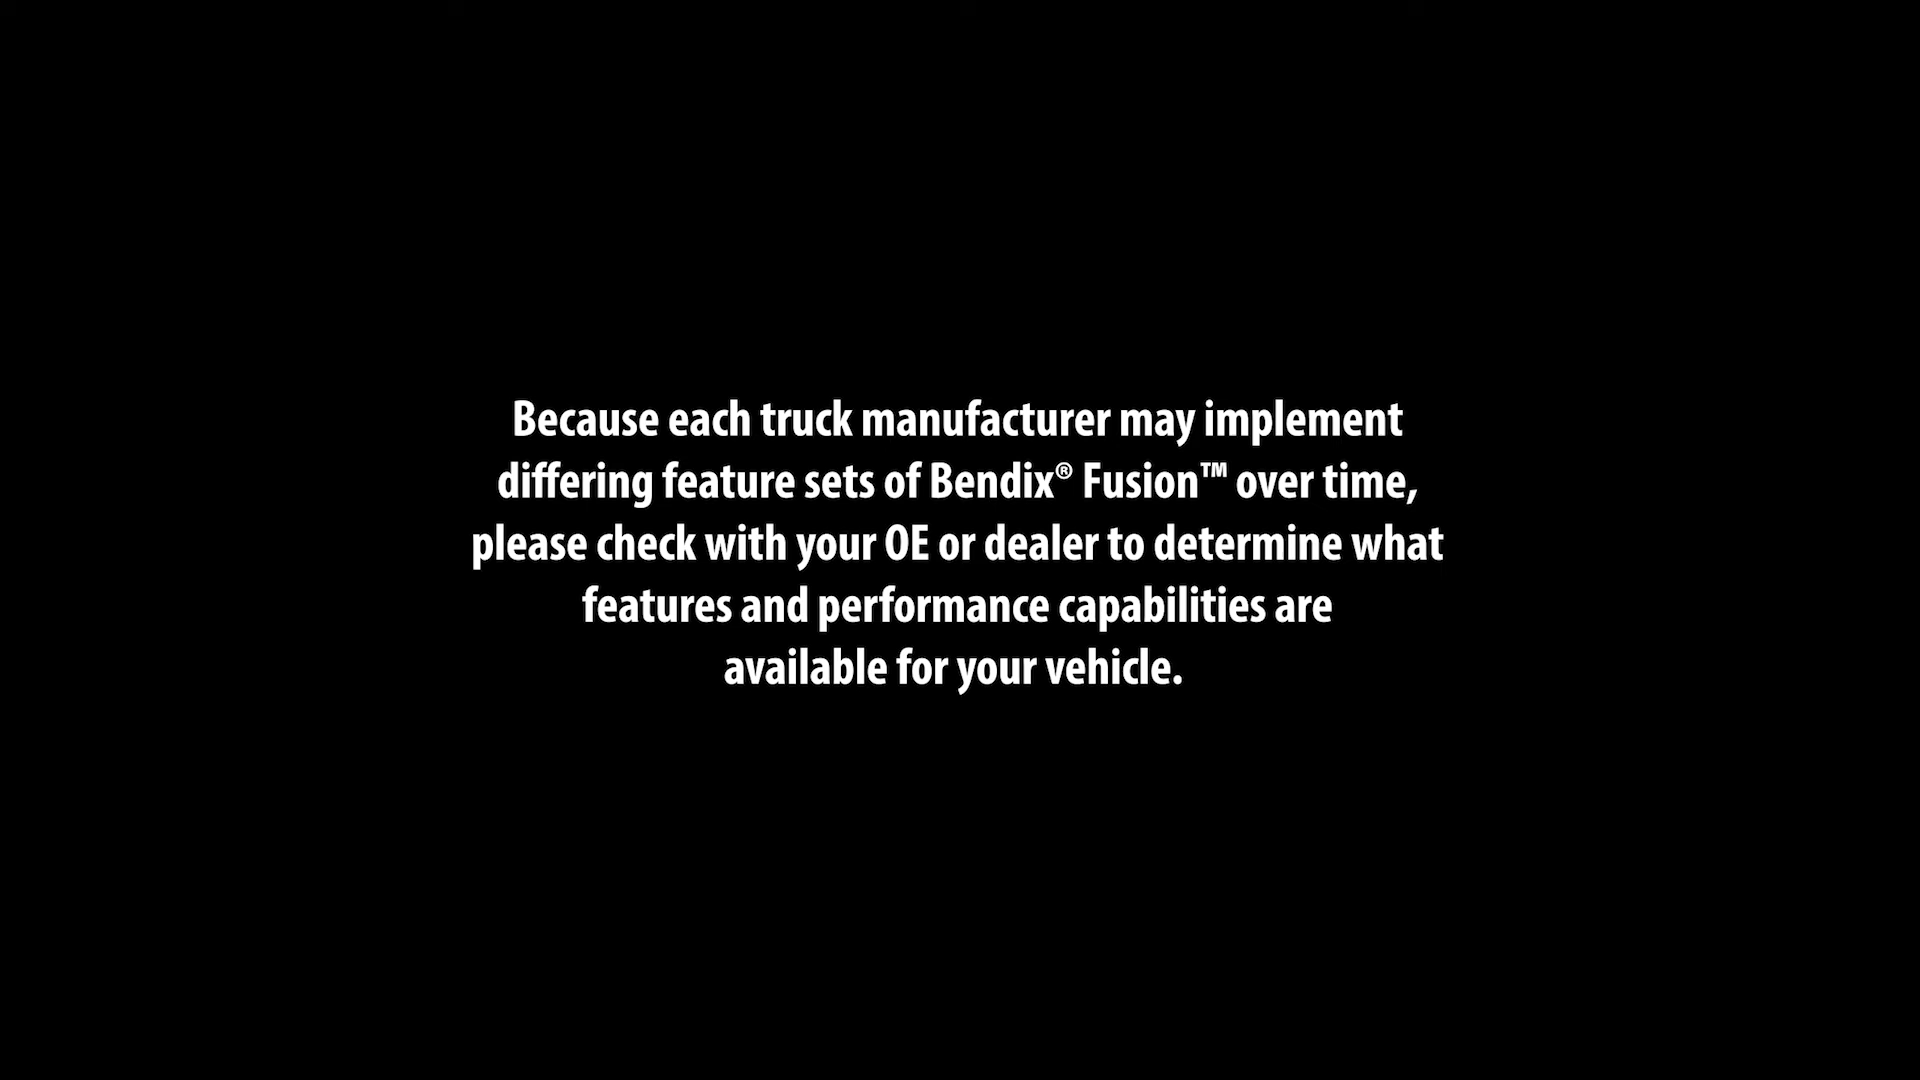 Because each truck manufacturer may implement
differing feature sets of Bendix® Fusion™ over time,
please check with your OE or dealer to determine what
features and performance capabilities are
available for your vehicle.